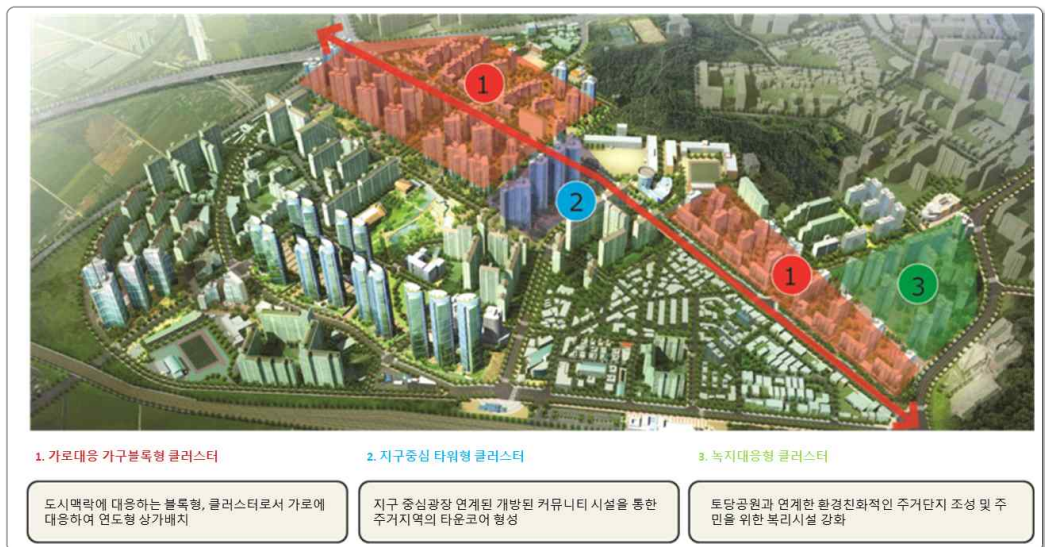 1
2
1
3
1. 가로대응 가구블록형 클러스터
도시맥락에 대응하는 블록형, 클러스터로서 가로에
대응하여 연도형 상가배치
2. 지구중심 타워형 클러스터
지구 중심광장 연계된 개방된 커뮤니티 시설을 통한
주거지역의 타운코어 형성
3. 녹지대응형 클러스터
토당공원과 연계한 환경친화적인 주거단지 조성 및 주
민을 위한 복리시설 강화